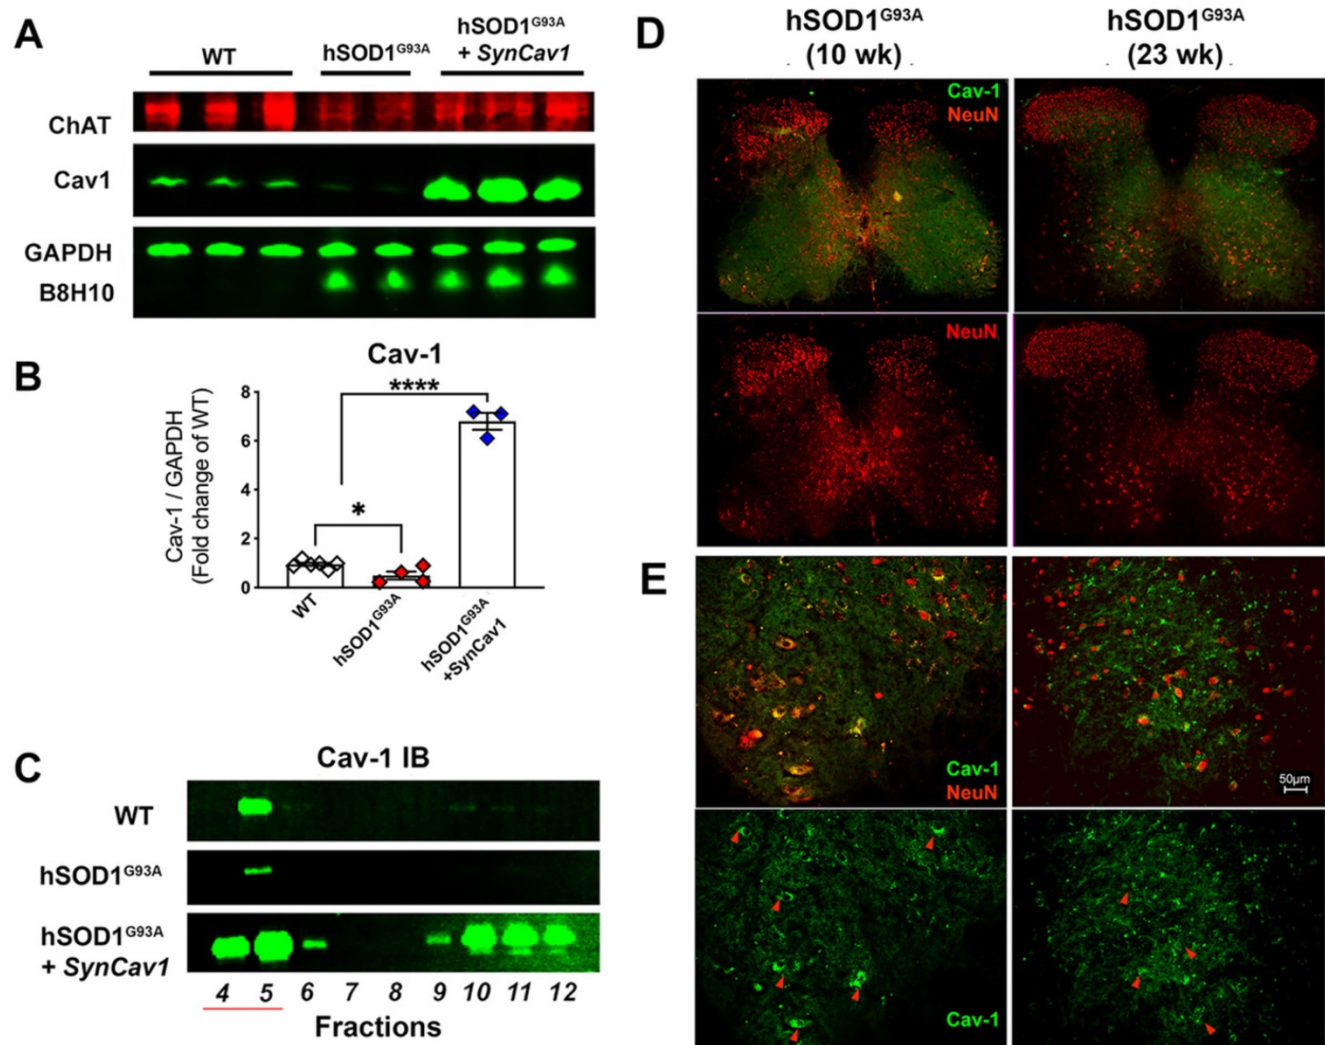 A
WT
hSOD1G93A
hSOD1G93A
+ SynCav1
ChAT
Cav1
GAPDH
B8H10
B
Cav-1
Cav-1 / GAPDH
(Fold change of WT)
8
6
4
2
0
****
*
WT
hSOD1G93A
hSOD1G93A
+SynCav1
C
Cav-1 IB
WT
hSOD1G93A
hSOD1G93A
+ SynCav1
4 5 6 7 8 9 10 11 12
Fractions
D
hSOD1G93A
(10 wk)
hSOD1G93A
(23 wk)
Cav-1
NeuN
NeuN
E
Cav-1
NeuN
50µm
Cav-1